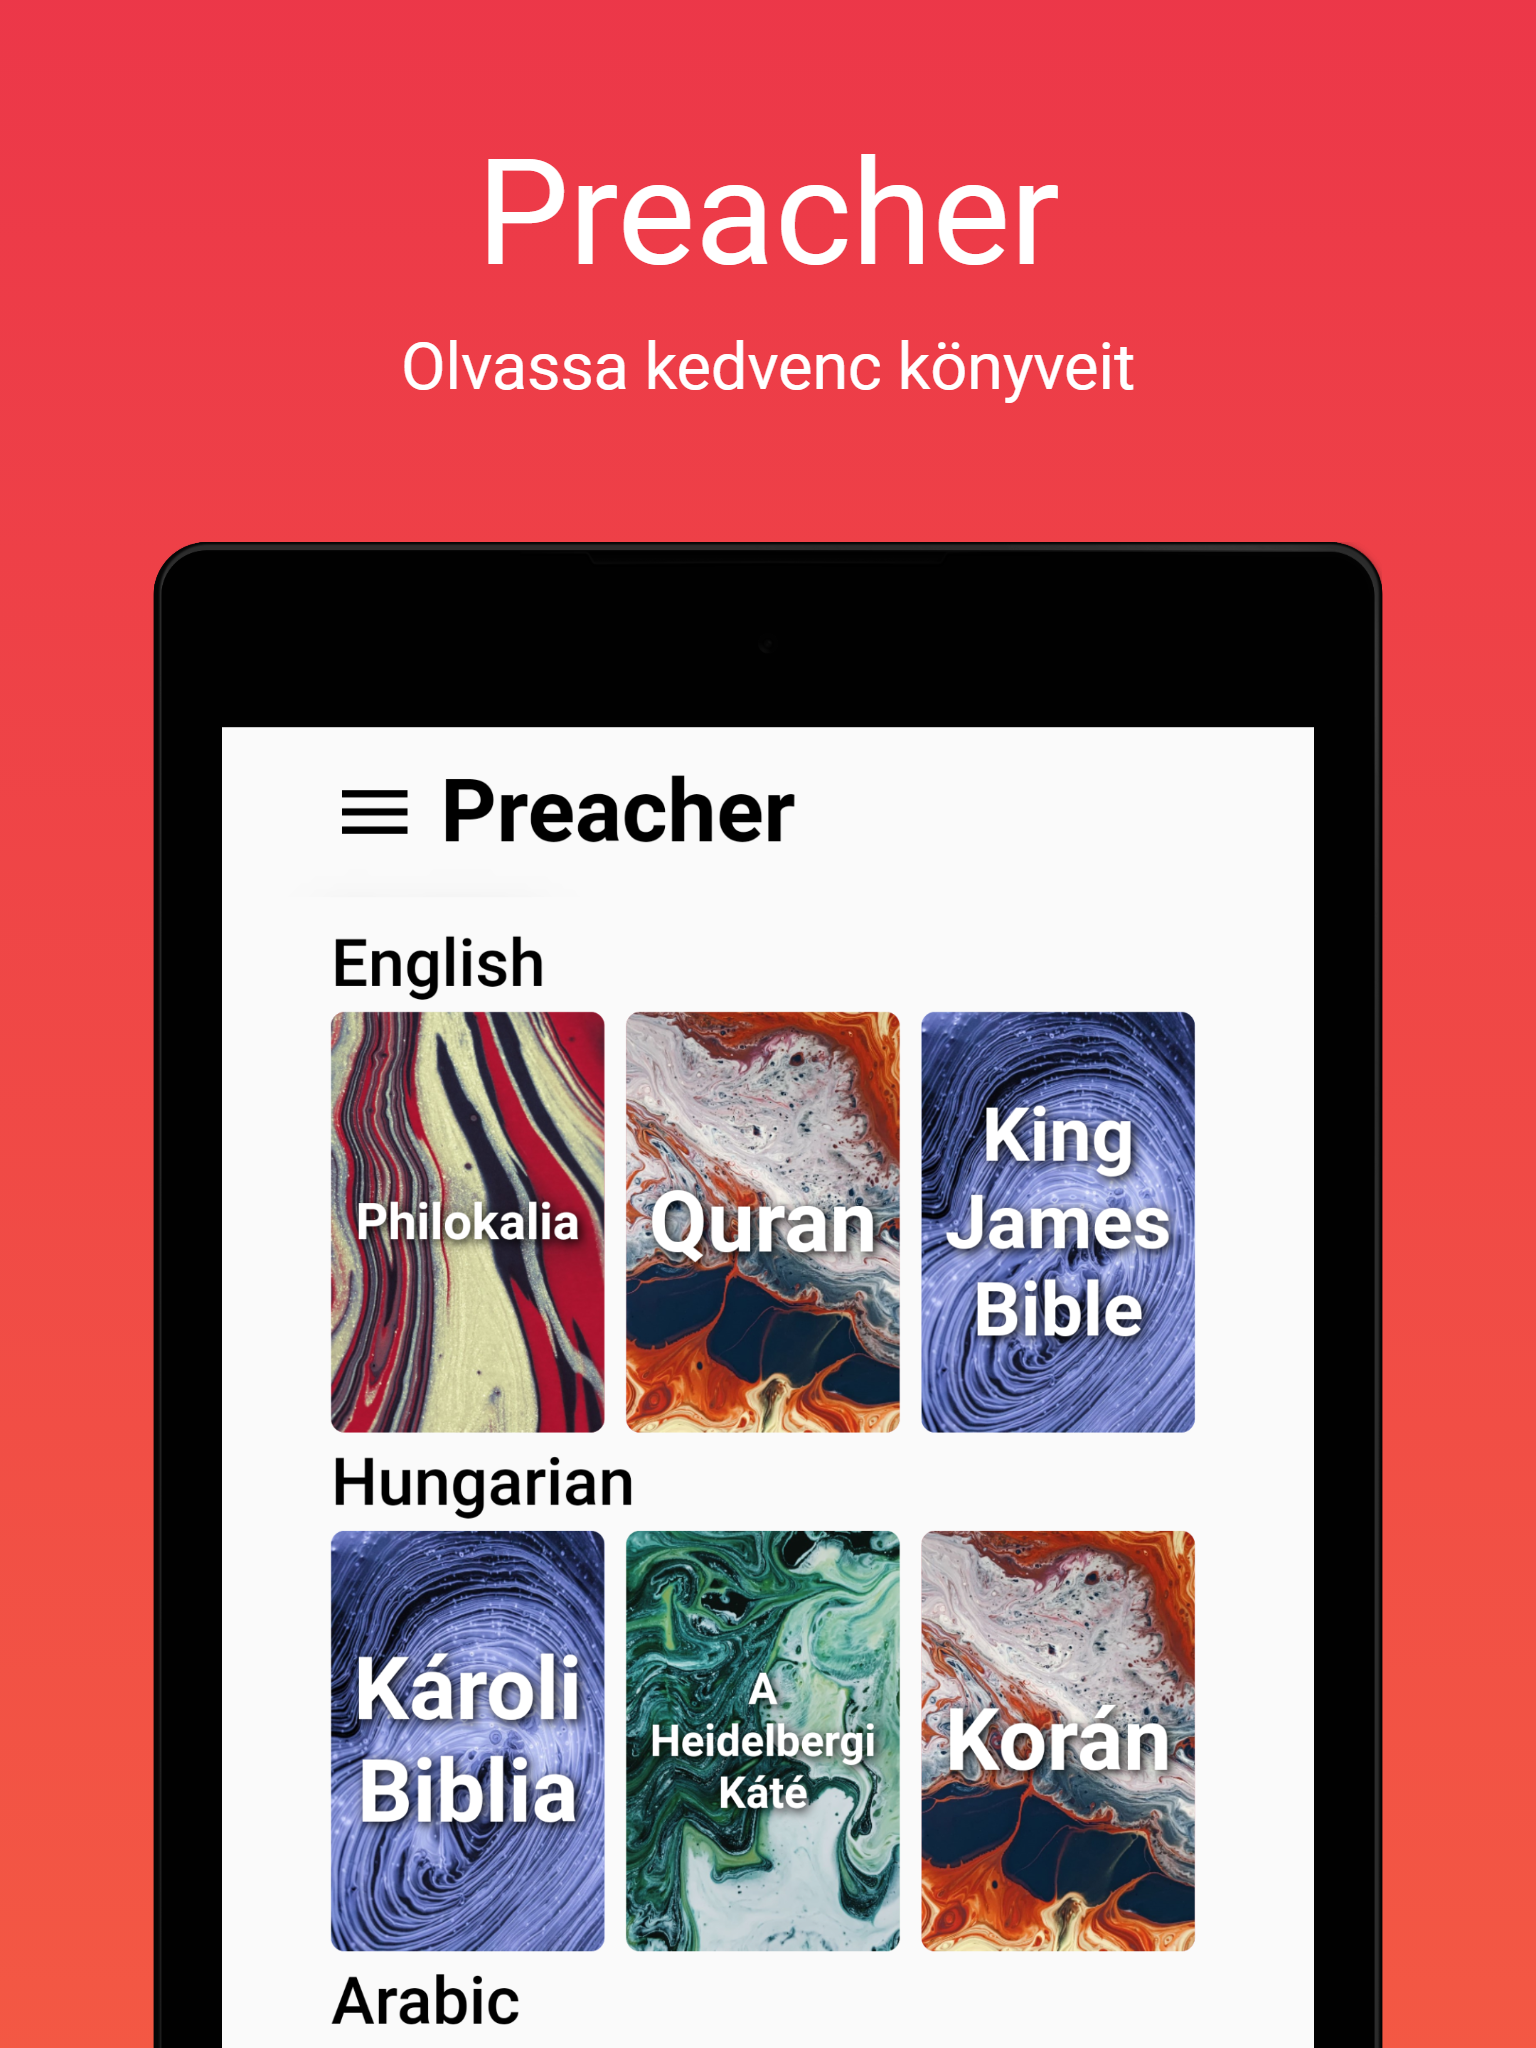 Preacher
Olvassa kedvenc könyveit
Preacher
English
Philokalia
Quran
King
James
Bible
Hungarian
Károli
Biblia
A
Heidelbergi
Káté
Korán
Arabic